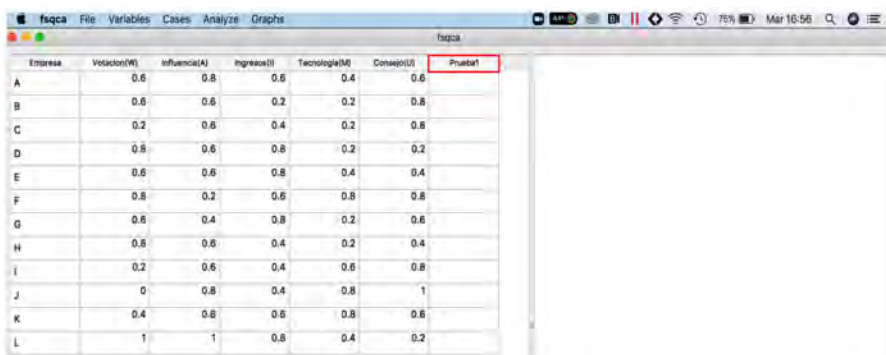 fsqca File Variables Cases Analyze Graphs 75% Mar 16:56
fsqca
Empresa Votacion(W) Influencia(A) Ingresos(I) Tecnologia(M) Consejo(U) Prueba1
A 0.6 0.8 0.6 0.4 0.6
B 0.6 0.6 0.2 0.2 0.8
C 0.2 0.6 0.4 0.2 0.8
D 0.8 0.6 0.8 0.2 0.2
E 0.6 0.6 0.8 0.4 0.4
F 0.8 0.2 0.6 0.8 0.8
G 0.6 0.4 0.8 0.2 0.6
H 0.8 0.6 0.4 0.2 0.4
I 0.2 0.6 0.4 0.6 0.8
J 0 0.8 0.4 0.8 1
K 0.4 0.8 0.6 0.8 0.6
L 1 1 0.8 0.4 0.2